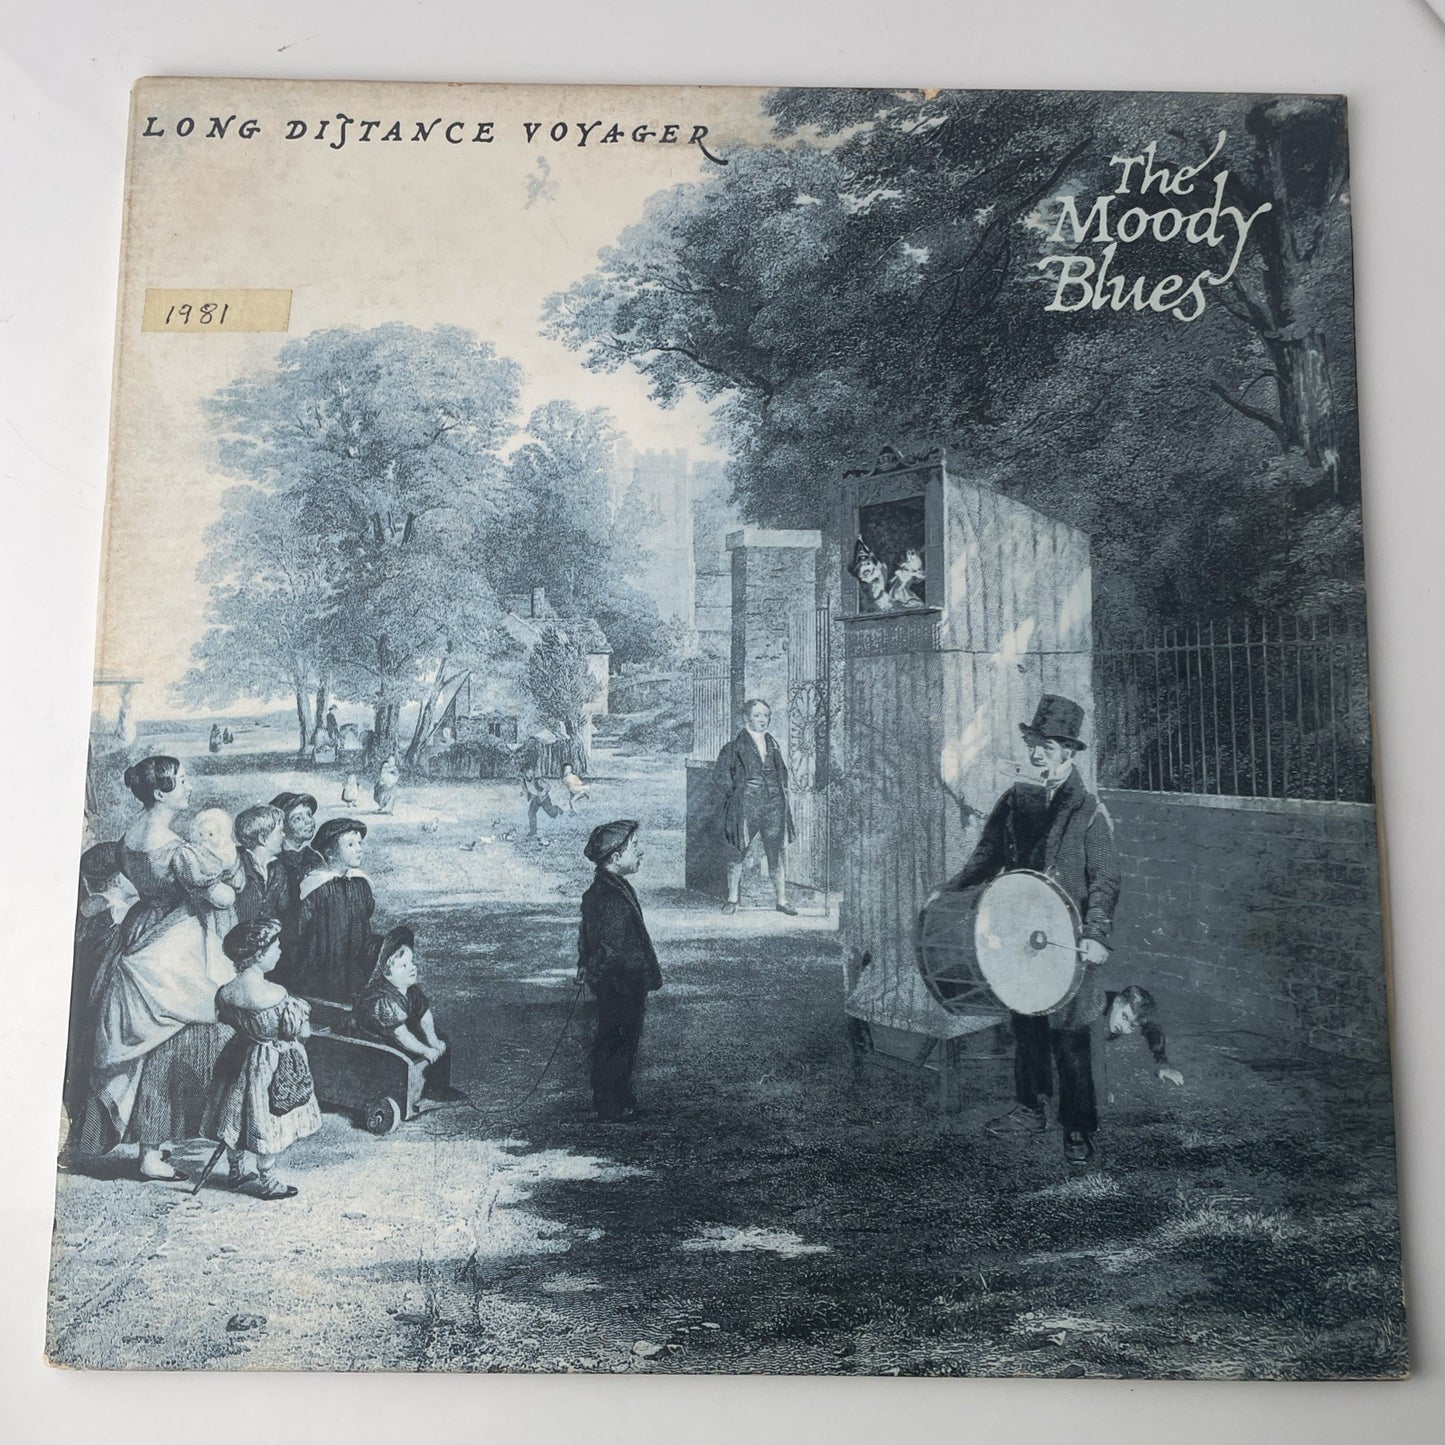 LONG DISTANCE VOYAGER
The
Moody
Blues
1981